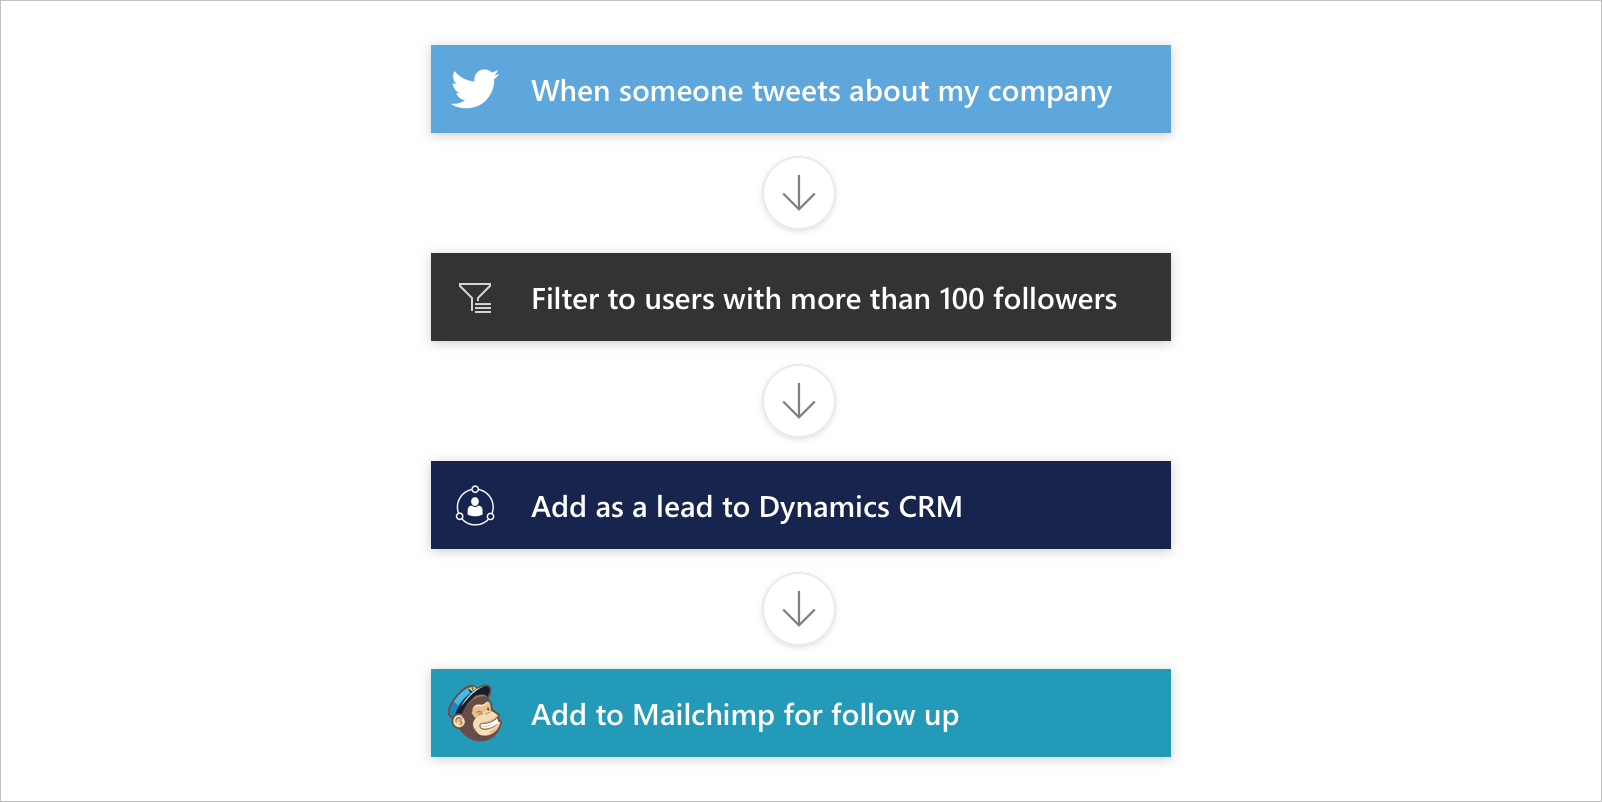 When someone tweets about my company
Filter to users with more than 100 followers
Add as a lead to Dynamics CRM
Add to Mailchimp for follow up